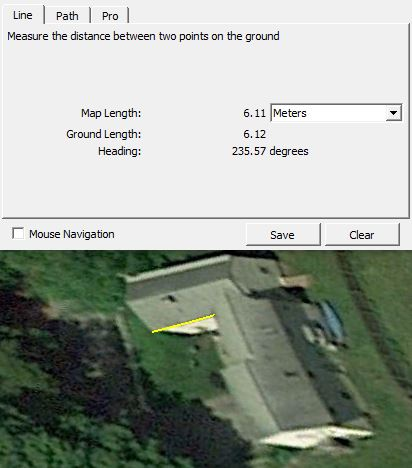 Line Path Pro
Measure the distance between two points on the ground
Map Length: 6.11 Meters
Ground Length: 6.12
Heading: 235.57 degrees
Mouse Navigation Save Clear